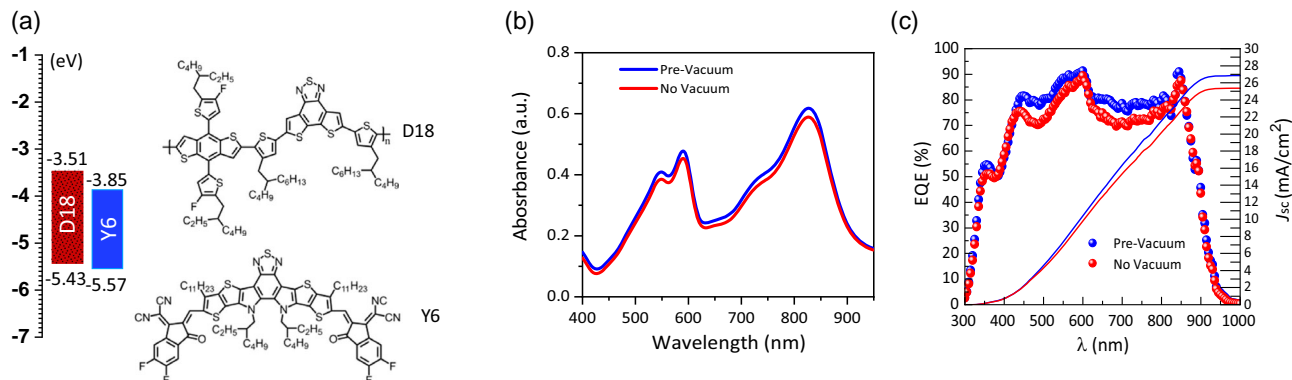 (a)
(eV)
-1
-2
-3
-4
-5
-6
-7
-3.51
-3.85
D18
Y6
-5.43
-5.57
C4H9
C2H5
F
S
N
N
S
S
S
S
S
S
S
S
n
D18
C6H13
C4H9
C6H13
C4H9
F
S
C2H5
C4H9
S
N
N
C11H23
C11H23
S
S
S
S
N
N
NC
CN
NC
CN
O
O
C2H5
C4H9
C2H5
C4H9
F
F
F
F
Y6
(b)
Abosrbance (a.u.)
0.8
0.6
0.4
0.2
0.0
Pre-Vacuum
No Vacuum
400 500 600 700 800 900
Wavelength (nm)
(c)
EQE (%)
100
90
80
70
60
50
40
30
20
10
0
Pre-Vacuum
No Vacuum
300 400 500 600 700 800 900 1000
λ (nm)
30
28
26
24
22
20
18
16
14
12
10
8
6
4
2
0
Jsc (mA/cm²)